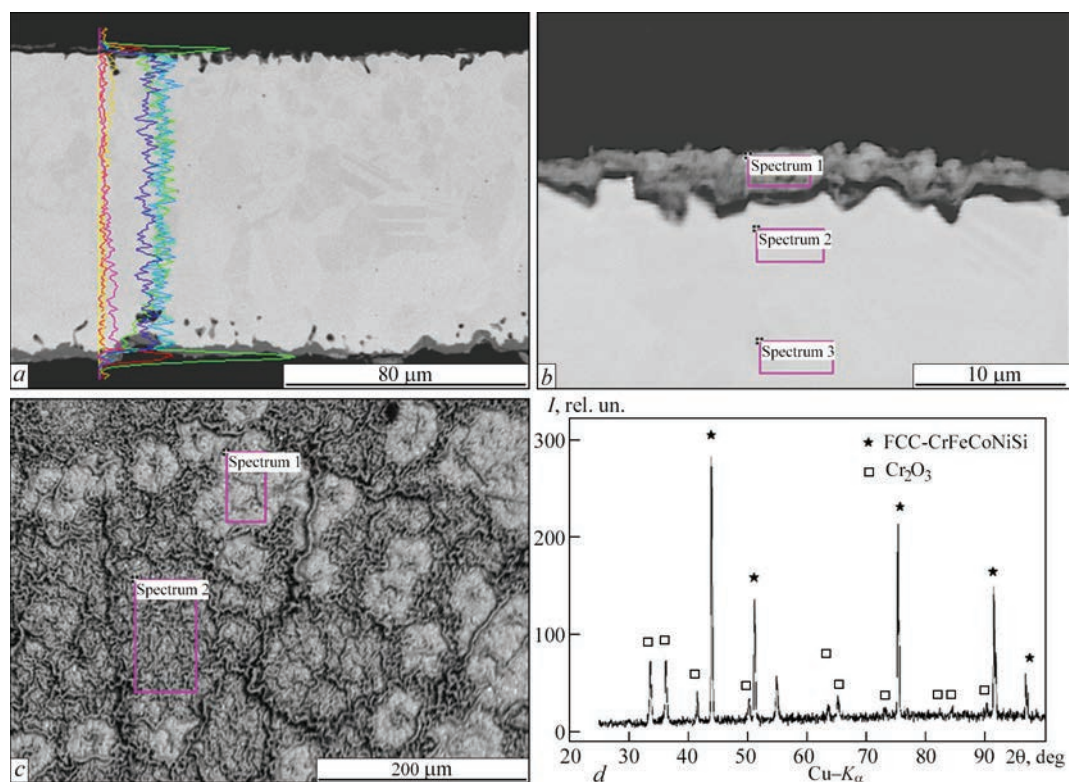 a
80 μm
Spectrum 1
Spectrum 2
Spectrum 3
b
10 μm
Spectrum 1
Spectrum 2
c
200 μm
I, rel. un.
300
200
100
0
★ FCC-CrFeCoNiSi
□ Cr₂O₃
20 30 40 50 60 70 80 90 2θ, deg
d
Cu–Kα